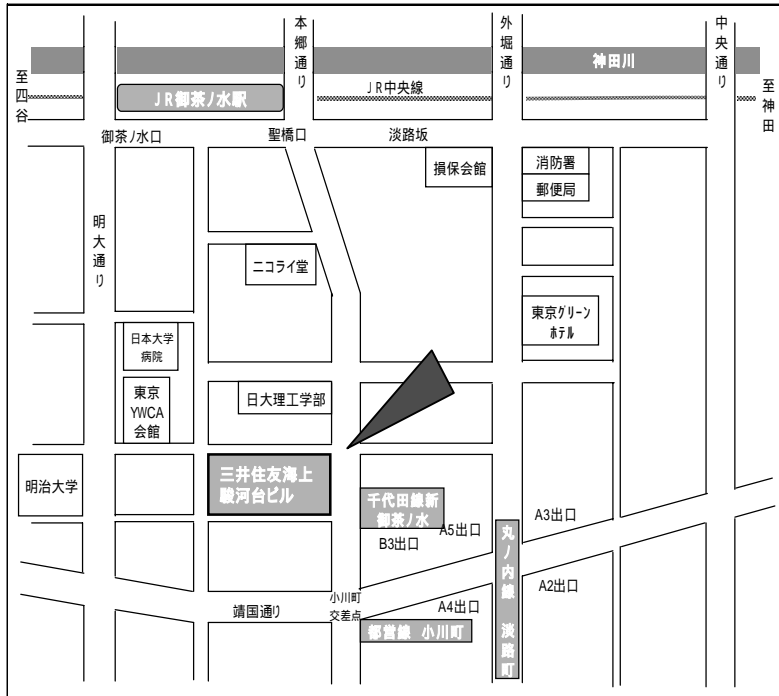 本郷通り
外堀通り
中央通り
神田川
至四谷
JR御茶ノ水駅
JR中央線
至神田
御茶ノ水口
聖橋口
淡路坂
損保会館
消防署
郵便局
明大通り
ニコライ堂
東京グリーン
ホテル
日本大学
病院
東京
YWCA
会館
日大理工学部
明治大学
三井住友海上
駿河台ビル
千代田線新
御茶ノ水
B3出口
A5出口
A3出口
丸ノ内線 淡路町
A2出口
小川町
交差点
靖国通り
A4出口
都営線 小川町